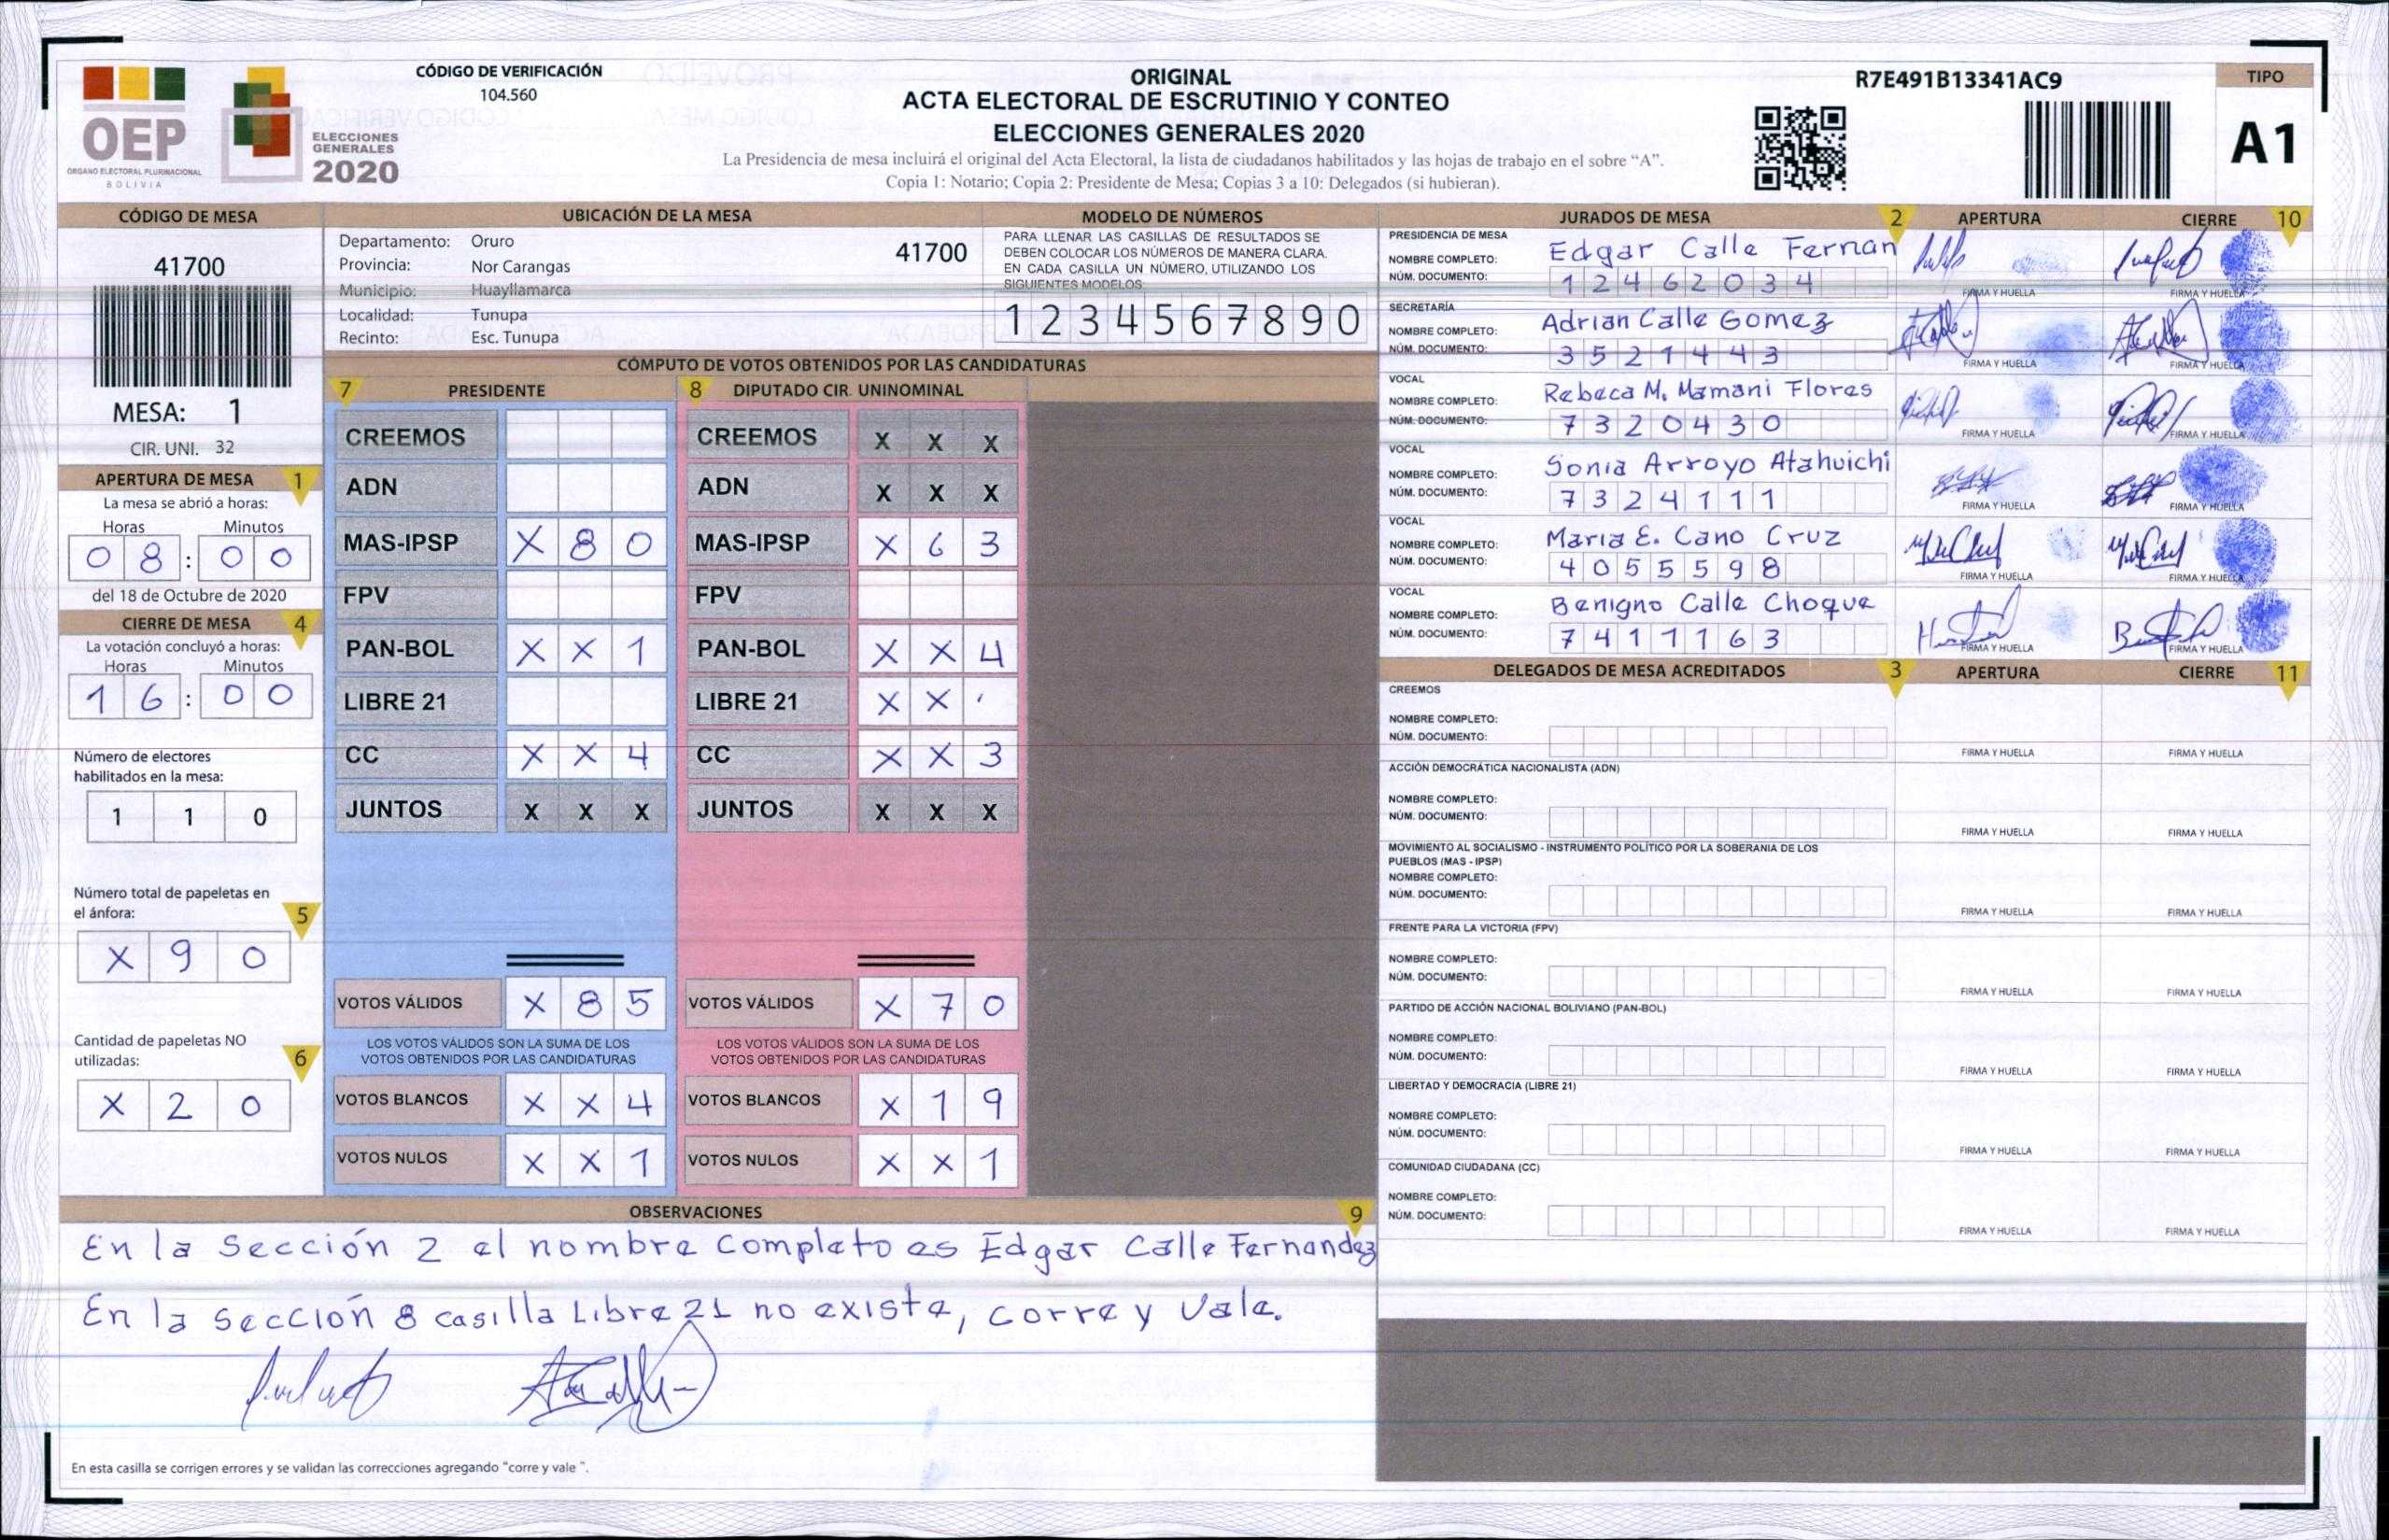 CÓDIGO DE VERIFICACIÓN
104.560
OEP
ORGANO ELECTORAL PLURINACIONAL
BOLIVIA
ELECCIONES
GENERALES
2020
ORIGINAL
ACTA ELECTORAL DE ESCRUTINIO Y CONTEO
ELECCIONES GENERALES 2020
La Presidencia de mesa incluirá el original del Acta Electoral, la lista de ciudadanos habilitados y las hojas de trabajo en el sobre “A”.
Copia 1: Notario; Copia 2: Presidente de Mesa; Copias 3 a 10: Delegados (si hubieran).
R7E491B13341AC9
TIPO
A1
CÓDIGO DE MESA
41700
MESA: 1
CIR. UNI. 32
APERTURA DE MESA 1
La mesa se abrió a horas:
Horas Minutos
0 8 : 0 0
del 18 de Octubre de 2020
CIERRE DE MESA 4
La votación concluyó a horas:
Horas Minutos
1 6 : 0 0
Número de electores
habilitados en la mesa:
1 1 0
Número total de papeletas en
el ánfora: 5
X 9 0
Cantidad de papeletas NO
utilizadas: 6
X 2 0
UBICACIÓN DE LA MESA
Departamento: Oruro 41700
Provincia: Nor Carangas
Municipio: Huayllamarca
Localidad: Tunupa
Recinto: Esc. Tunupa
MODELO DE NÚMEROS
PARA LLENAR LAS CASILLAS DE RESULTADOS SE
DEBEN COLOCAR LOS NÚMEROS DE MANERA CLARA.
EN CADA CASILLA UN NÚMERO, UTILIZANDO LOS
SIGUIENTES MODELOS:
1 2 3 4 5 6 7 8 9 0
CÓMPUTO DE VOTOS OBTENIDOS POR LAS CANDIDATURAS
7 PRESIDENTE
CREEMOS
ADN
MAS-IPSP X 8 0
FPV
PAN-BOL X X 1
LIBRE 21
CC X X 4
JUNTOS X X X
VOTOS VÁLIDOS X 8 5
LOS VOTOS VÁLIDOS SON LA SUMA DE LOS
VOTOS OBTENIDOS POR LAS CANDIDATURAS
VOTOS BLANCOS X X 4
VOTOS NULOS X X 1
8 DIPUTADO CIR. UNINOMINAL
CREEMOS X X X
ADN X X X
MAS-IPSP X 6 3
FPV
PAN-BOL X X 4
LIBRE 21 X X
CC X X 3
JUNTOS X X X
VOTOS VÁLIDOS X 7 0
LOS VOTOS VÁLIDOS SON LA SUMA DE LOS
VOTOS OBTENIDOS POR LAS CANDIDATURAS
VOTOS BLANCOS X 1 9
VOTOS NULOS X X 1
OBSERVACIONES 9
En la Sección 2 el nombre Completo es Edgar Calle Fernandez
En la Sección 8 casilla Libre 21 no existe, corre y vale.
En esta casilla se corrigen errores y se validan las correcciones agregando "corre y vale ".
JURADOS DE MESA 2 APERTURA CIERRE 10
PRESIDENCIA DE MESA
NOMBRE COMPLETO: Edgar Calle Fernan
NÚM. DOCUMENTO: 1 2 4 6 2 0 3 4
FIRMA Y HUELLA FIRMA Y HUELLA
SECRETARÍA
NOMBRE COMPLETO: Adrian Calle Gomez
NÚM. DOCUMENTO: 3 5 2 1 4 4 3
FIRMA Y HUELLA FIRMA Y HUELLA
VOCAL
NOMBRE COMPLETO: Rebeca M. Mamani Flores
NÚM. DOCUMENTO: 7 3 2 0 4 3 0
FIRMA Y HUELLA FIRMA Y HUELLA
VOCAL
NOMBRE COMPLETO: Sonia Arroyo Atahuichi
NÚM. DOCUMENTO: 7 3 2 4 1 1 1
FIRMA Y HUELLA FIRMA Y HUELLA
VOCAL
NOMBRE COMPLETO: Maria E. Cano Cruz
NÚM. DOCUMENTO: 4 0 5 5 5 9 8
FIRMA Y HUELLA FIRMA Y HUELLA
VOCAL
NOMBRE COMPLETO: Benigno Calle Choque
NÚM. DOCUMENTO: 7 4 1 1 1 6 3
FIRMA Y HUELLA FIRMA Y HUELLA
DELEGADOS DE MESA ACREDITADOS 3 APERTURA CIERRE 11
CREEMOS
NOMBRE COMPLETO:
NÚM. DOCUMENTO:
FIRMA Y HUELLA FIRMA Y HUELLA
ACCIÓN DEMOCRÁTICA NACIONALISTA (ADN)
NOMBRE COMPLETO:
NÚM. DOCUMENTO:
FIRMA Y HUELLA FIRMA Y HUELLA
MOVIMIENTO AL SOCIALISMO - INSTRUMENTO POLÍTICO POR LA SOBERANIA DE LOS
PUEBLOS (MAS - IPSP)
NOMBRE COMPLETO:
NÚM. DOCUMENTO:
FIRMA Y HUELLA FIRMA Y HUELLA
FRENTE PARA LA VICTORIA (FPV)
NOMBRE COMPLETO:
NÚM. DOCUMENTO:
FIRMA Y HUELLA FIRMA Y HUELLA
PARTIDO DE ACCIÓN NACIONAL BOLIVIANO (PAN-BOL)
NOMBRE COMPLETO:
NÚM. DOCUMENTO:
FIRMA Y HUELLA FIRMA Y HUELLA
LIBERTAD Y DEMOCRACIA (LIBRE 21)
NOMBRE COMPLETO:
NÚM. DOCUMENTO:
FIRMA Y HUELLA FIRMA Y HUELLA
COMUNIDAD CIUDADANA (CC)
NOMBRE COMPLETO:
NÚM. DOCUMENTO:
FIRMA Y HUELLA FIRMA Y HUELLA